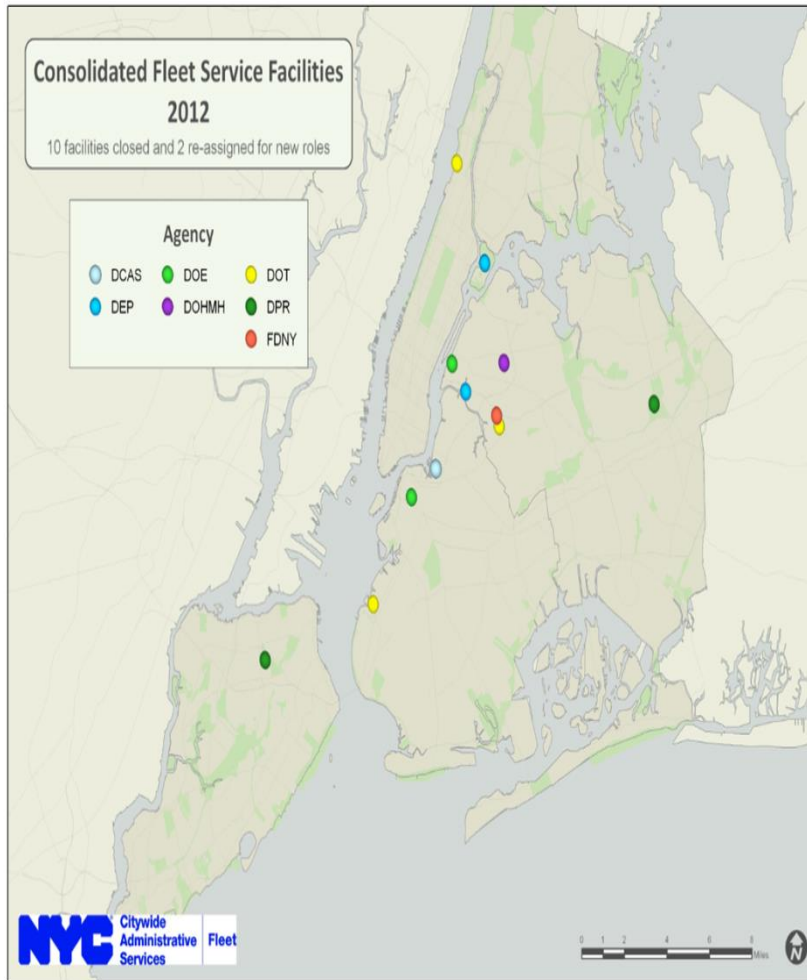 Consolidated Fleet Service Facilities
2012
10 facilities closed and 2 re-assigned for new roles
Agency
DCAS DOE DOT
DEP DOHMH DPR
FDNY
NYC
Citywide
Administrative
Services
Fleet
0 1 2 4 6 8
Miles
N